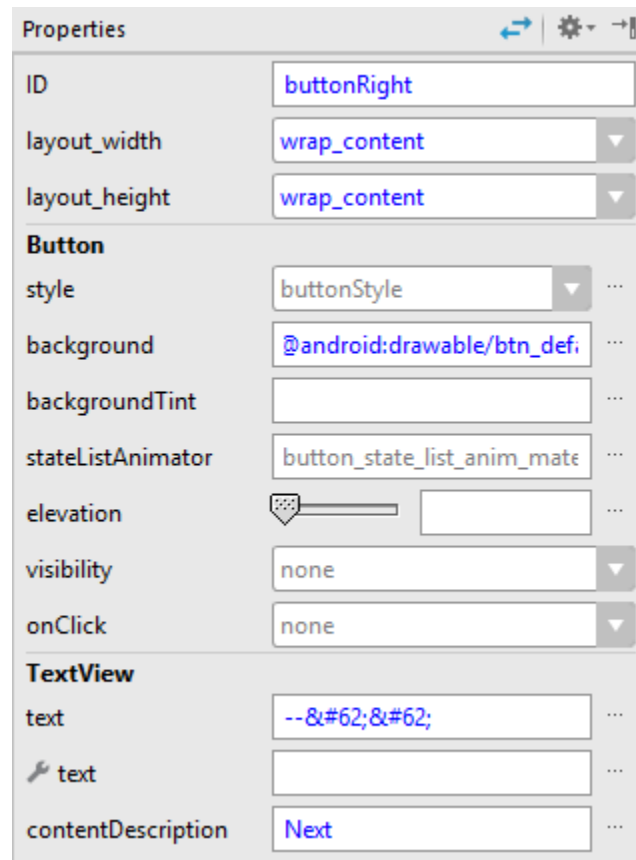 Properties
ID buttonRight
layout_width wrap_content
layout_height wrap_content
Button
style buttonStyle ...
background @android:drawable/btn_defa ...
backgroundTint ...
stateListAnimator button_state_list_anim_mate ...
elevation ...
visibility none
onClick none
TextView
text --&#62;&#62; ...
text ...
contentDescription Next ...